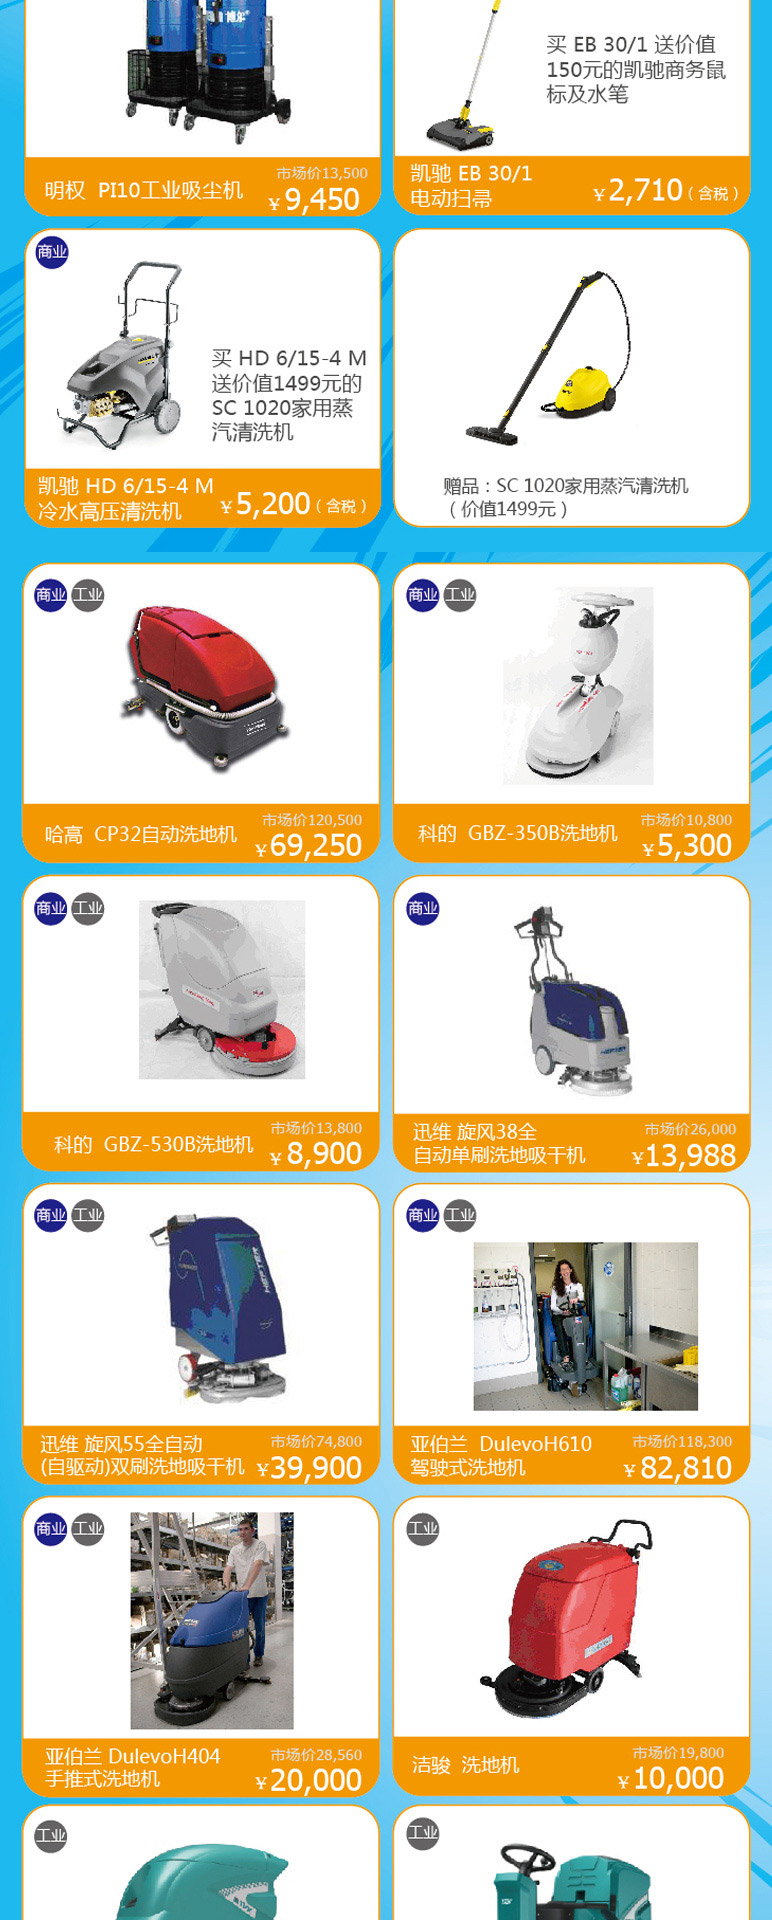 博尔
市场价13,500
明权 PI10工业吸尘机
￥9,450
买 EB 30/1 送价值
150元的凯驰商务鼠
标及水笔
凯驰 EB 30/1
电动扫帚
￥2,710（含税）
商业
买 HD 6/15-4 M
送价值1499元的
SC 1020家用蒸
汽清洗机
凯驰 HD 6/15-4 M
冷水高压清洗机
￥5,200（含税）
赠品：SC 1020家用蒸汽清洗机
（价值1499元）
商业 工业
市场价120,500
哈高 CP32自动洗地机
￥69,250
商业 工业
市场价10,800
科的 GBZ-350B洗地机
￥5,300
商业 工业
市场价13,800
科的 GBZ-530B洗地机
￥8,900
商业
HEFTER
迅维 旋风38全
自动单刷洗地吸干机
市场价26,000
￥13,988
商业 工业
HEFTER
迅维 旋风55全自动
(自驱动)双刷洗地吸干机
市场价74,800
￥39,900
商业 工业
亚伯兰 DulevoH610
驾驶式洗地机
市场价118,300
￥82,810
商业 工业
亚伯兰 DulevoH404
手推式洗地机
市场价28,560
￥20,000
工业
洁骏 洗地机
市场价19,800
￥10,000
工业
工业